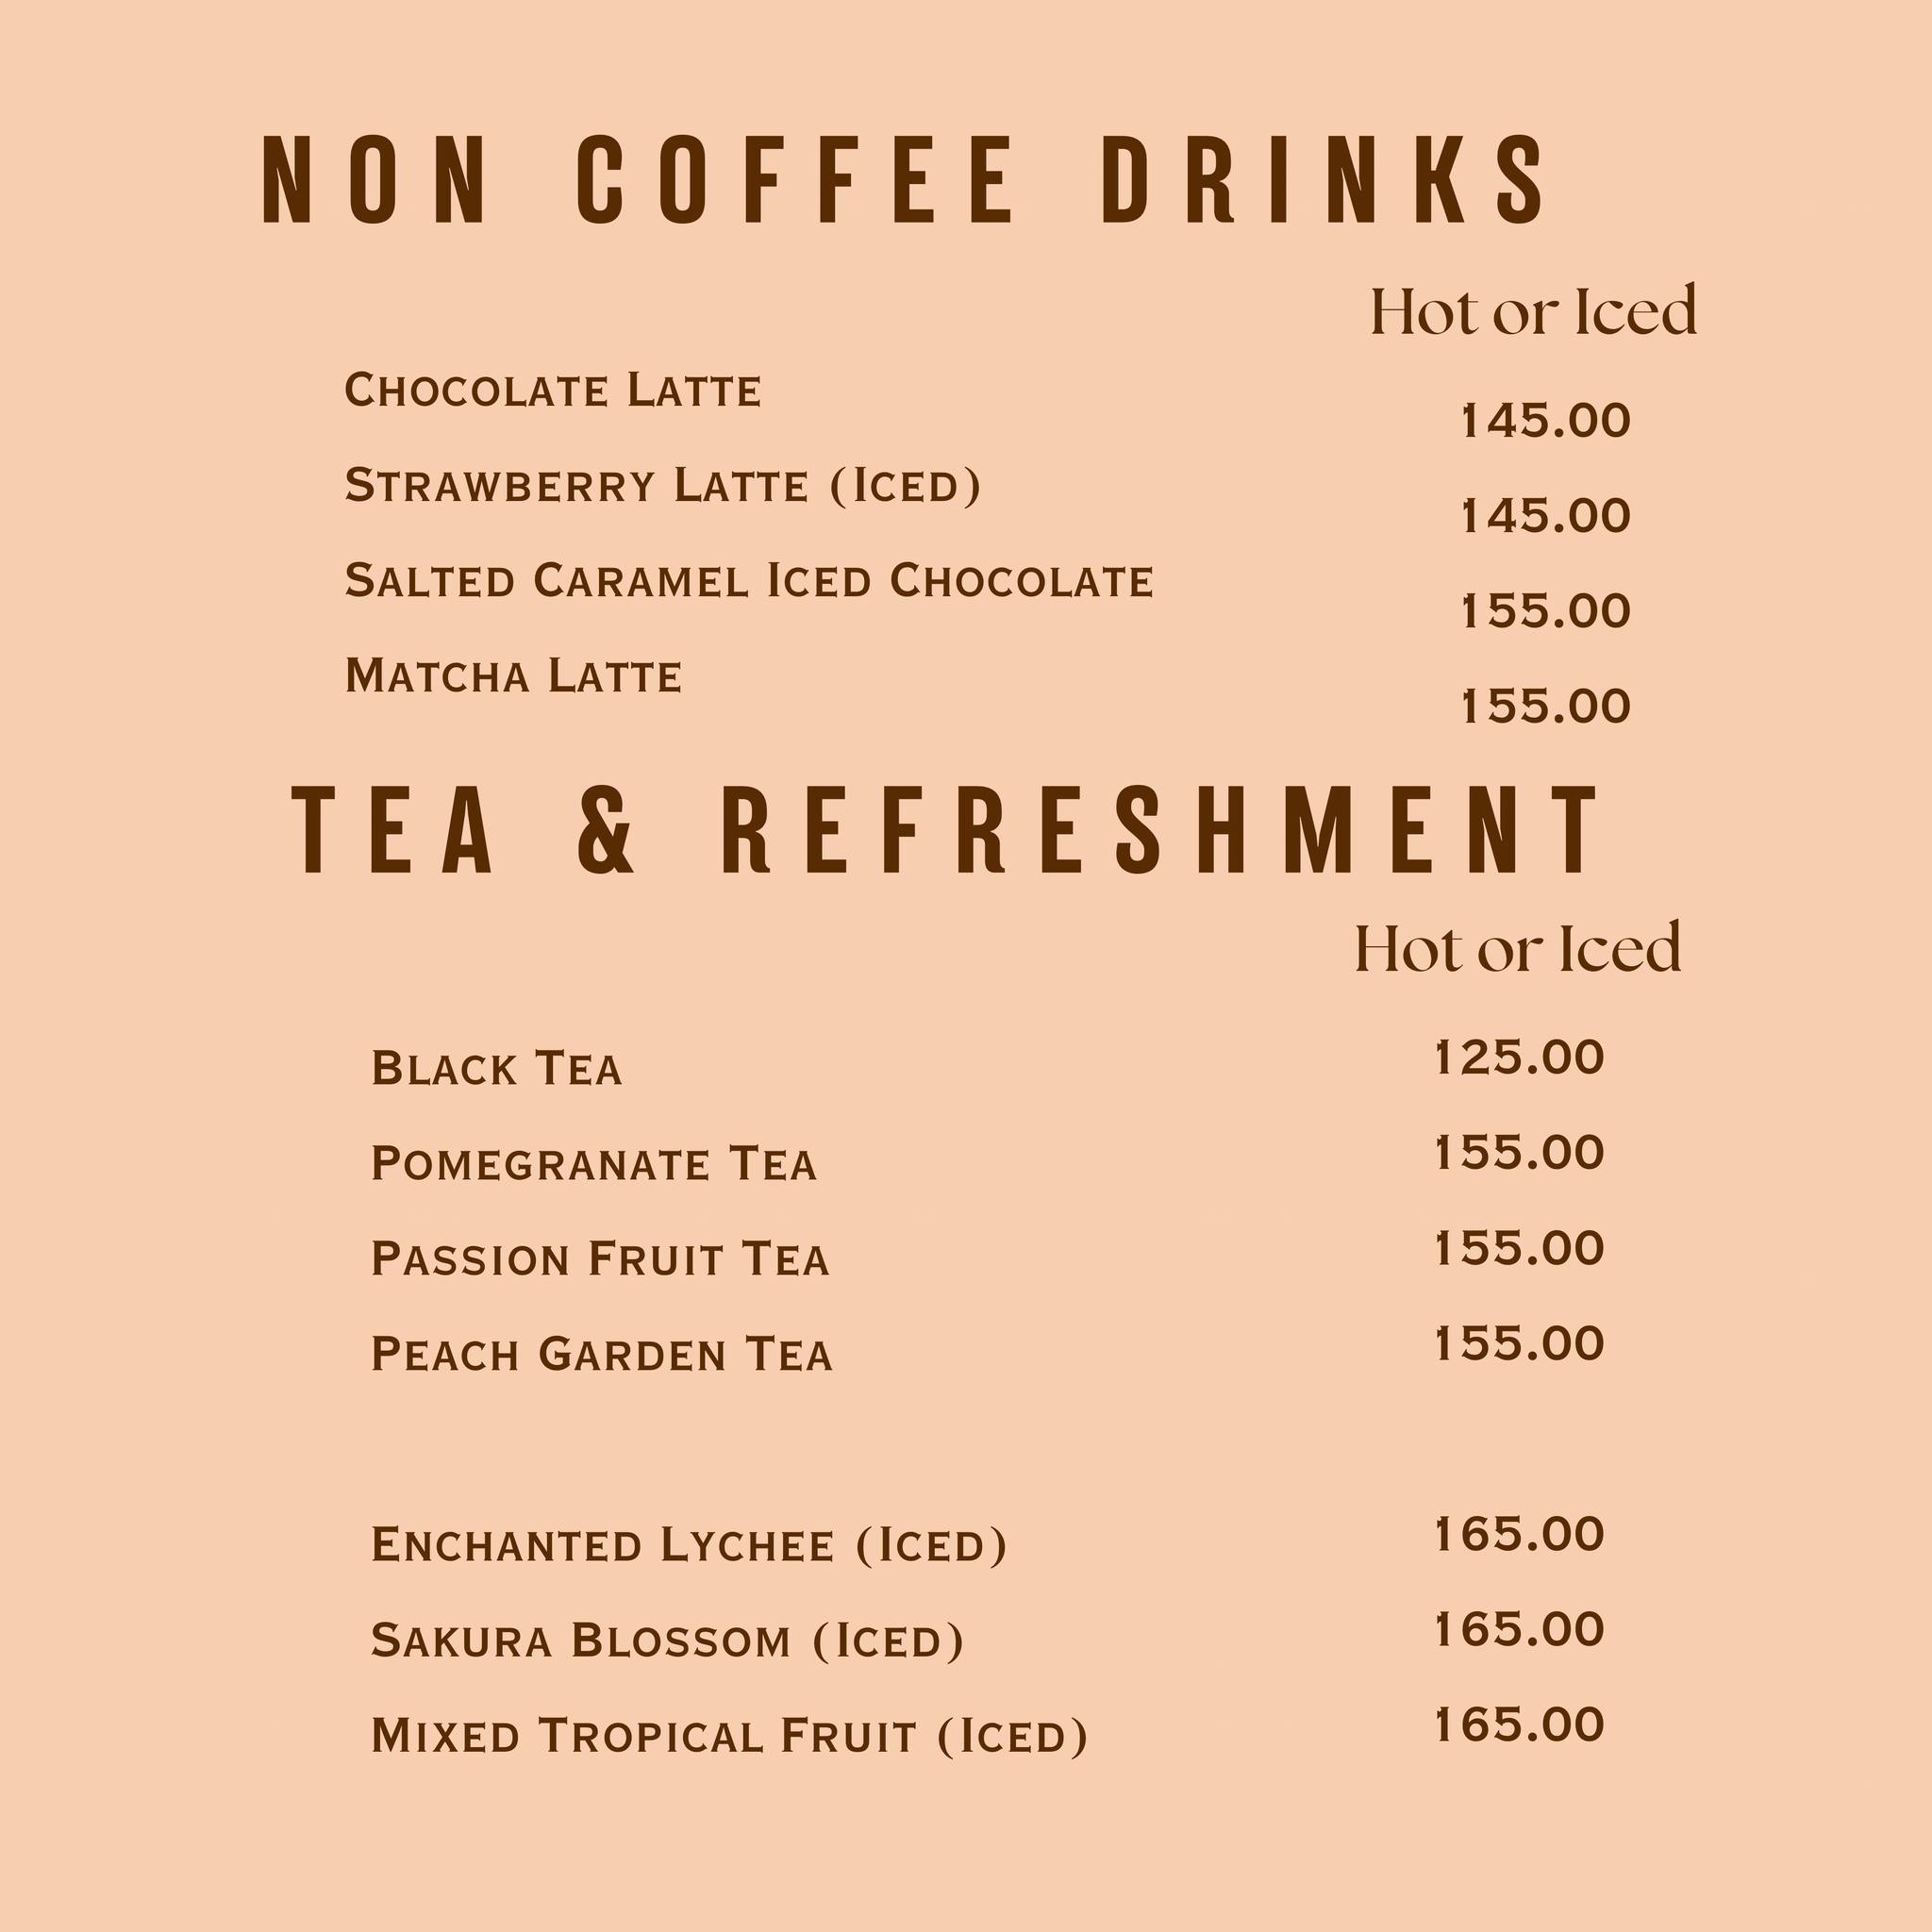 NON COFFEE DRINKS
Hot or Iced
Chocolate Latte 145.00
Strawberry Latte (Iced) 145.00
Salted Caramel Iced Chocolate 155.00
Matcha Latte 155.00
TEA & REFRESHMENT
Hot or Iced
Black Tea 125.00
Pomegranate Tea 155.00
Passion Fruit Tea 155.00
Peach Garden Tea 155.00
Enchanted Lychee (Iced) 165.00
Sakura Blossom (Iced) 165.00
Mixed Tropical Fruit (Iced) 165.00